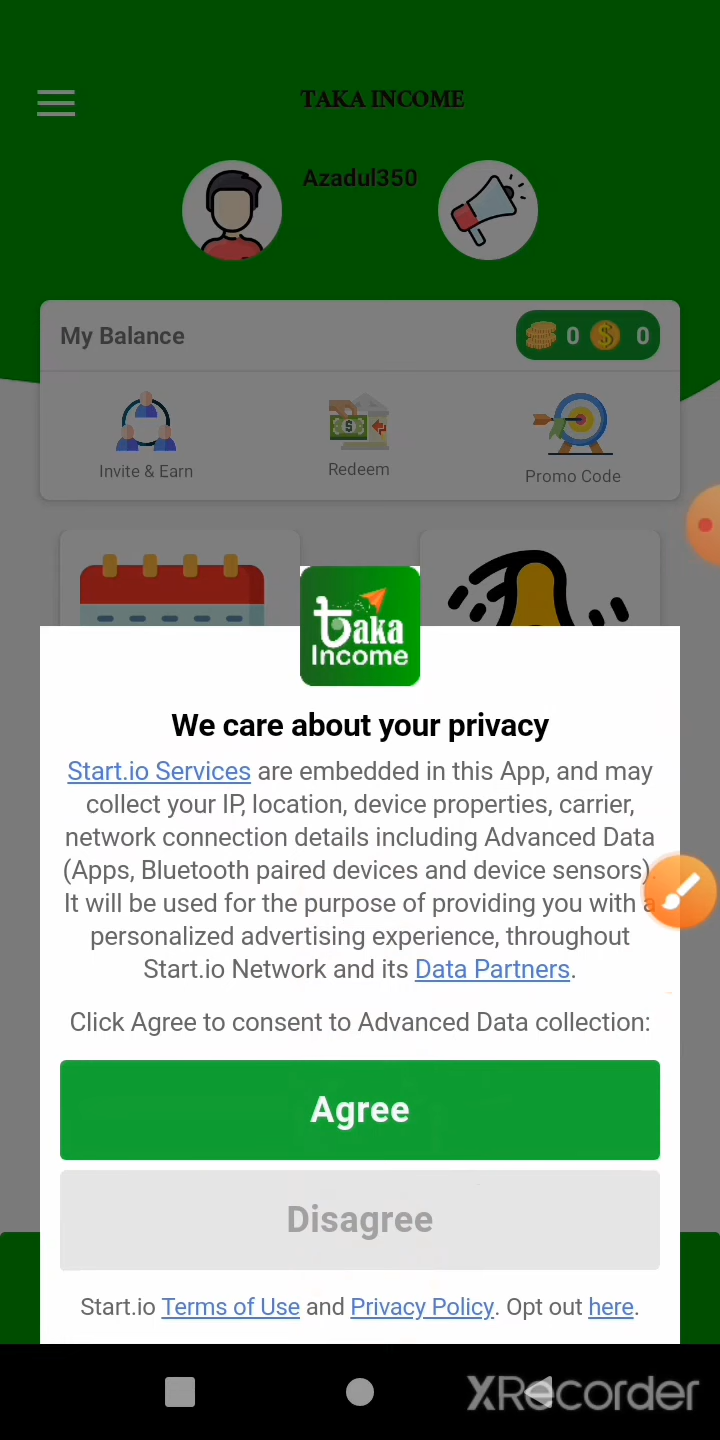 TAKA INCOME
Azadul350
My Balance
0 0
Invite & Earn
Redeem
Promo Code
taka
Income
We care about your privacy
Start.io Services are embedded in this App, and may
collect your IP, location, device properties, carrier,
network connection details including Advanced Data
(Apps, Bluetooth paired devices and device sensors).
It will be used for the purpose of providing you with a
personalized advertising experience, throughout
Start.io Network and its Data Partners.
Click Agree to consent to Advanced Data collection:
Agree
Disagree
Start.io Terms of Use and Privacy Policy. Opt out here.
XRecorder